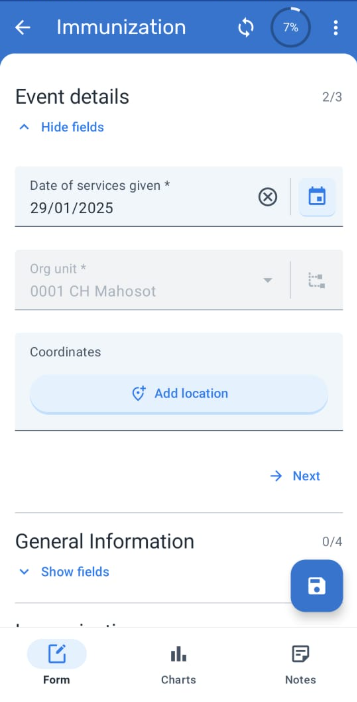 Immunization
7%
Event details
2/3
Hide fields
Date of services given *
29/01/2025
Org unit *
0001 CH Mahosot
Coordinates
Add location
Next
General Information
0/4
Show fields
Form
Charts
Notes